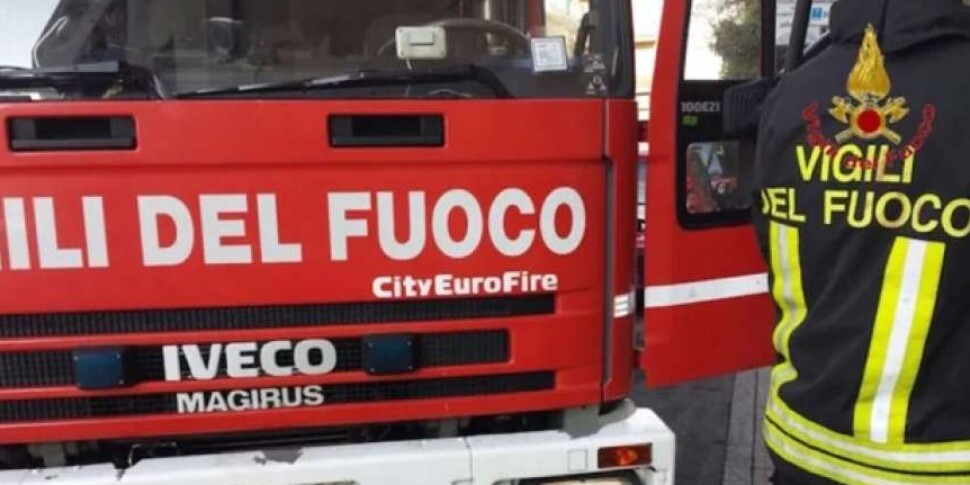 ILI DEL FUOCO
CityEuroFire
IVECO
MAGIRUS
100E21
VIGILI
DEL FUOCO